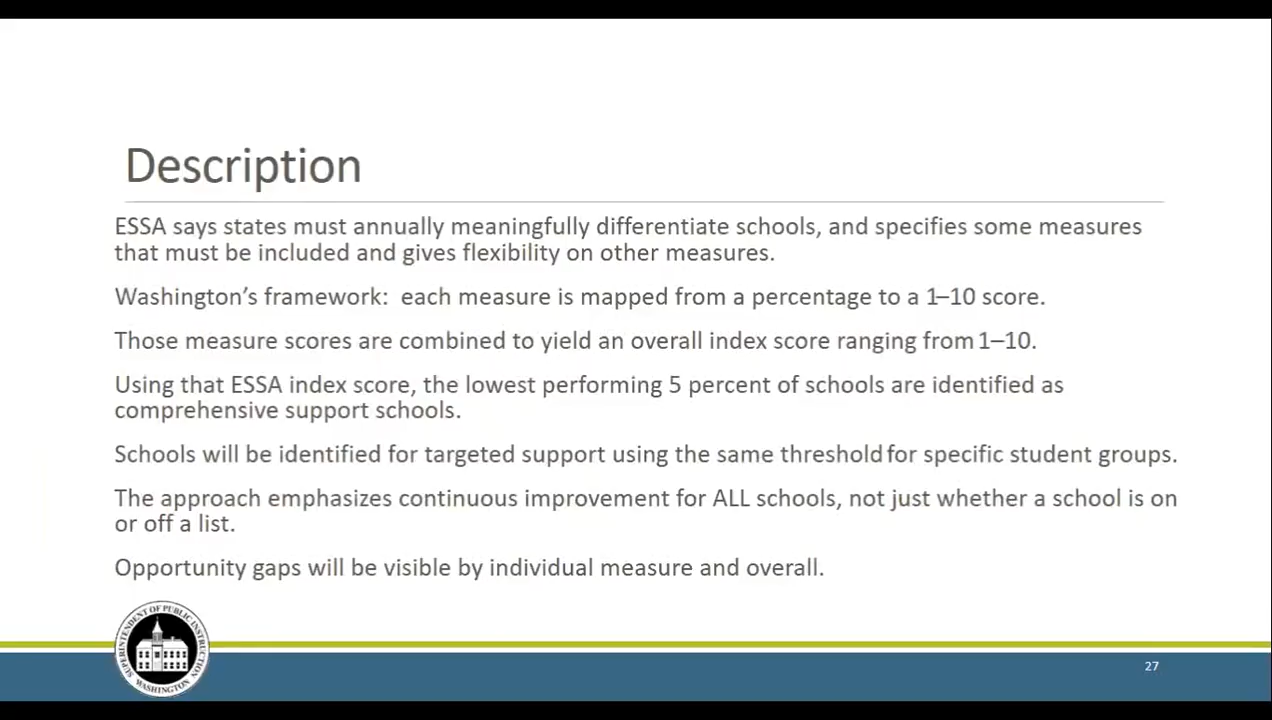 Description
ESSA says states must annually meaningfully differentiate schools, and specifies some measures
that must be included and gives flexibility on other measures.
Washington’s framework:  each measure is mapped from a percentage to a 1–10 score.
Those measure scores are combined to yield an overall index score ranging from 1–10.
Using that ESSA index score, the lowest performing 5 percent of schools are identified as
comprehensive support schools.
Schools will be identified for targeted support using the same threshold for specific student groups.
The approach emphasizes continuous improvement for ALL schools, not just whether a school is on
or off a list.
Opportunity gaps will be visible by individual measure and overall.
SUPERINTENDENT OF PUBLIC INSTRUCTION
WASHINGTON
27